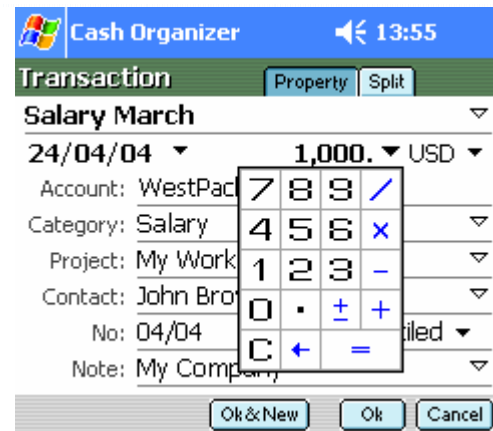 Cash Organizer 13:55
Transaction Property Split
Salary March
24/04/04 1,000. USD
Account: WestPac
7 8 9 /
Category: Salary
4 5 6 ×
Project: My Work
1 2 3 -
Contact: John Bro
0 . ± +
No: 04/04 iled
C ← =
Note: My Company
Ok&New Ok Cancel